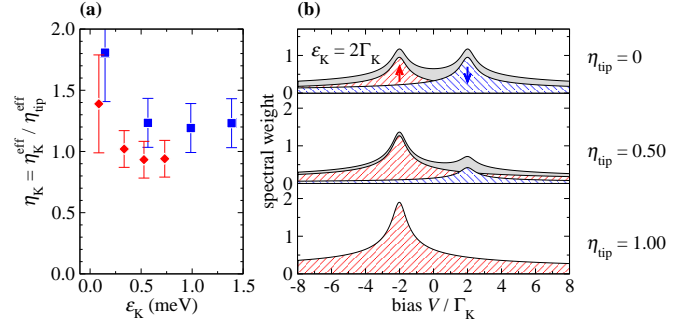 (a)
η_K = η_K^eff / η_tip^eff
2.0
1.5
1.0
0.5
0.0
0.0 0.5 1.0 1.5
ε_K (meV)
(b)
spectral weight
ε_K = 2Γ_K
1
0
2
1
0
2
1
0
-8 -6 -4 -2 0 2 4 6 8
bias V / Γ_K
η_tip = 0
η_tip = 0.50
η_tip = 1.00